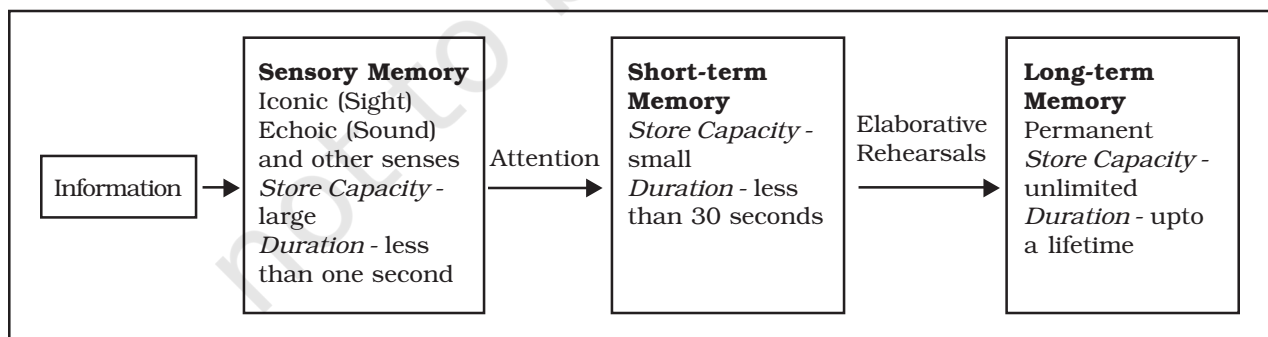 Information
Sensory Memory
Iconic (Sight)
Echoic (Sound)
and other senses
Store Capacity -
large
Duration - less
than one second
Attention
Short-term
Memory
Store Capacity -
small
Duration - less
than 30 seconds
Elaborative
Rehearsals
Long-term
Memory
Permanent
Store Capacity -
unlimited
Duration - upto
a lifetime
not to b